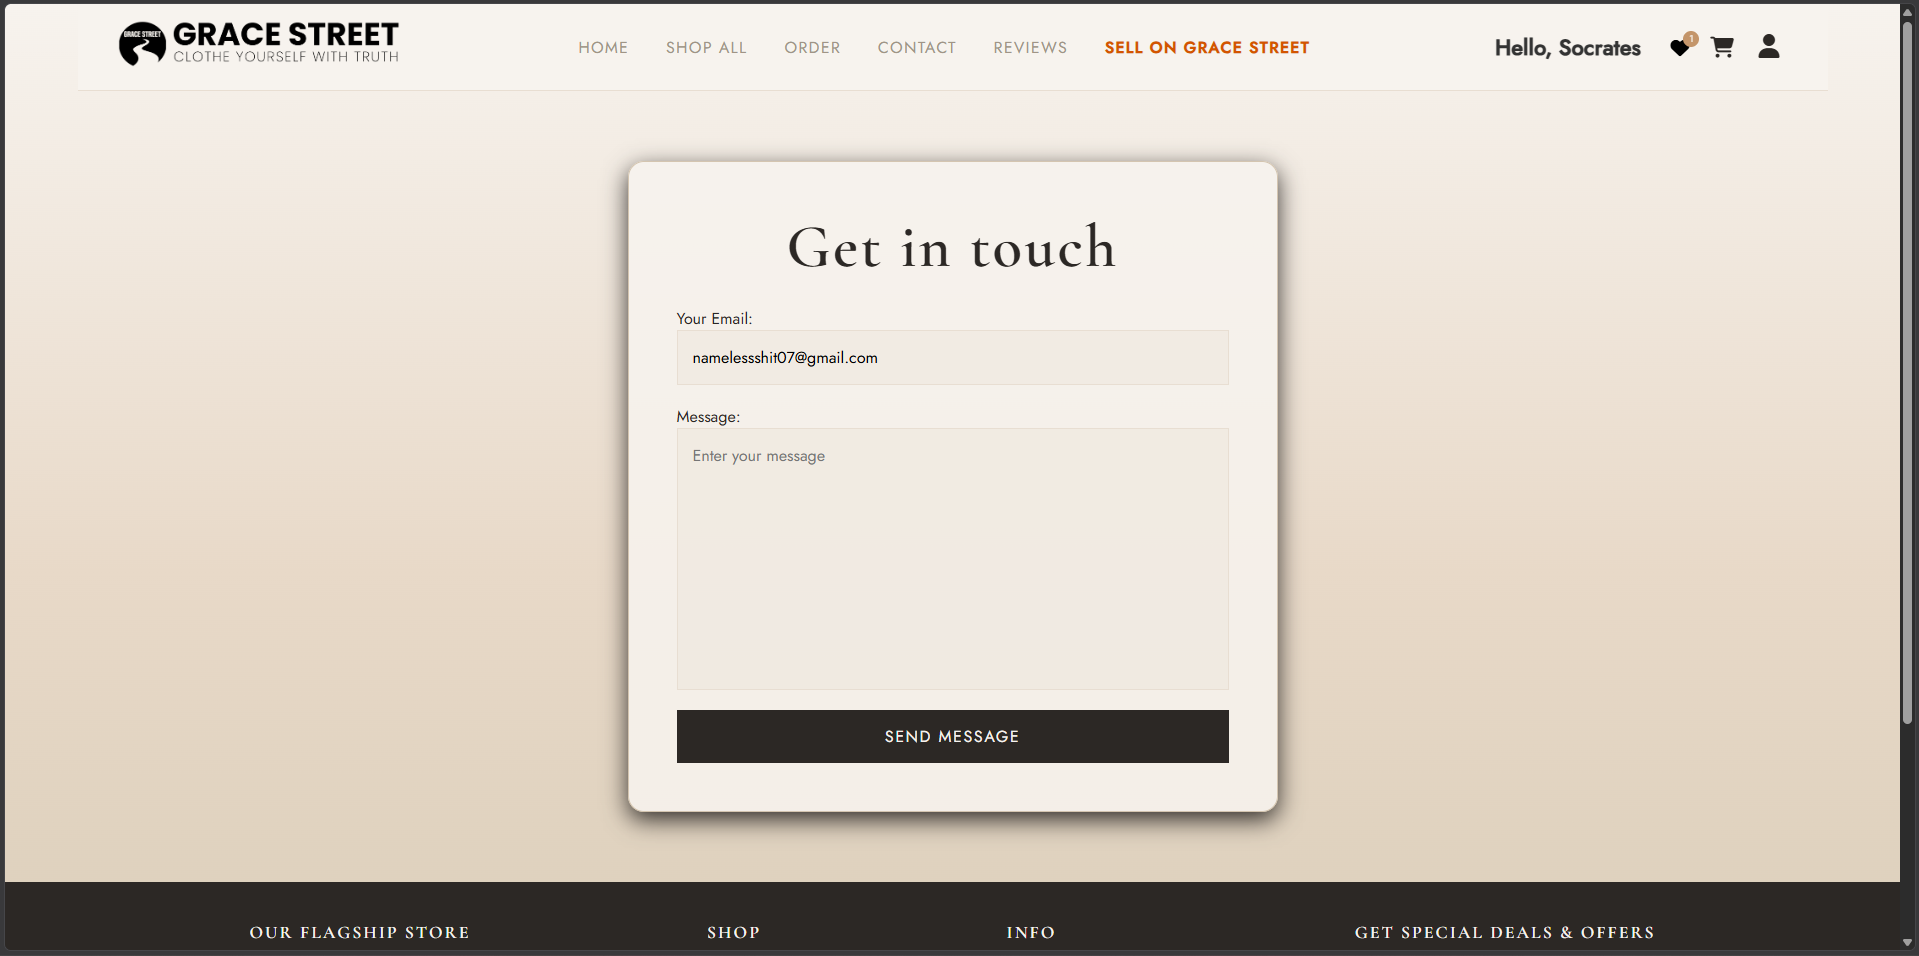 GRACE STREET
GRACE STREET
CLOTHE YOURSELF WITH TRUTH
HOME
SHOP ALL
ORDER
CONTACT
REVIEWS
SELL ON GRACE STREET
Hello, Socrates
1
Get in touch
Your Email:
namelessshit07@gmail.com
Message:
Enter your message
SEND MESSAGE
OUR FLAGSHIP STORE
SHOP
INFO
GET SPECIAL DEALS & OFFERS